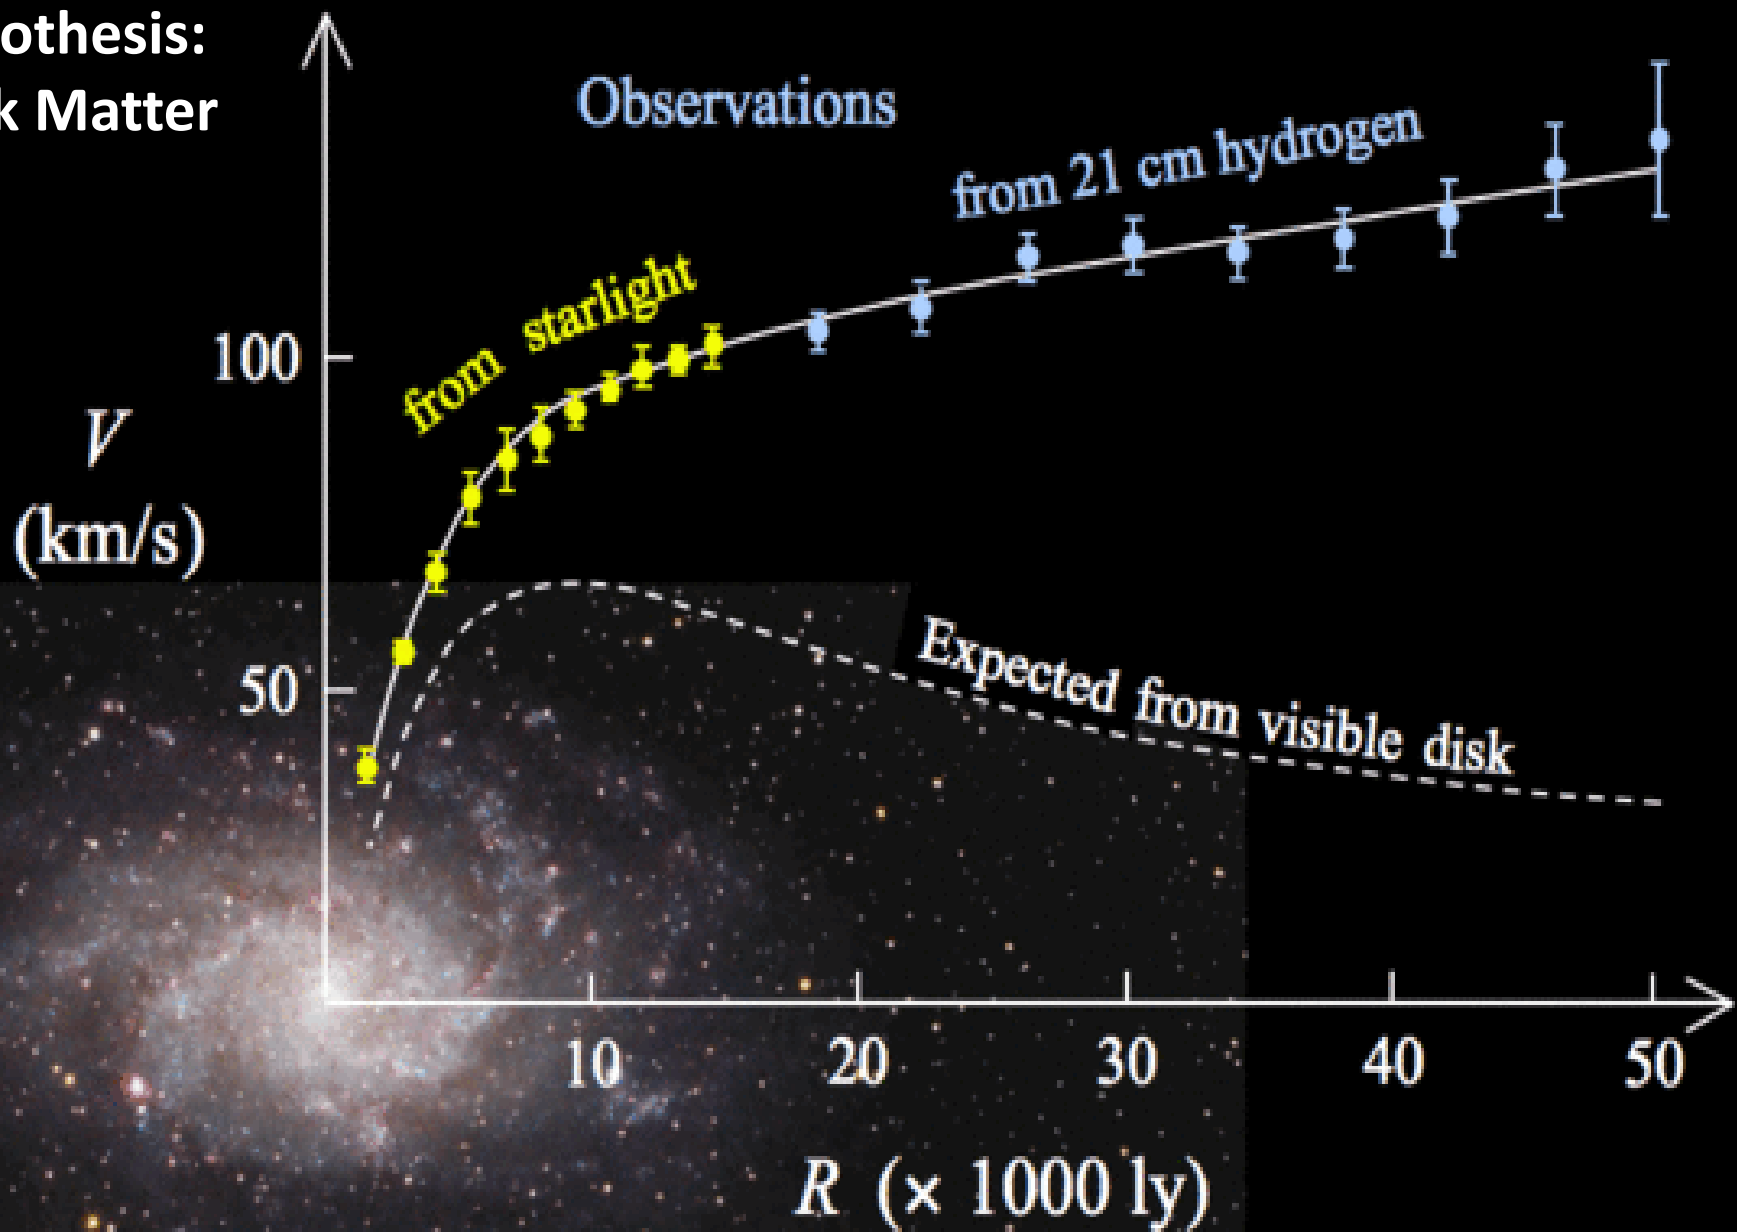 othesis:
k Matter
Observations
from 21 cm hydrogen
from starlight
100
V
(km/s)
50
Expected from visible disk
10 20 30 40 50
R (× 1000 ly)